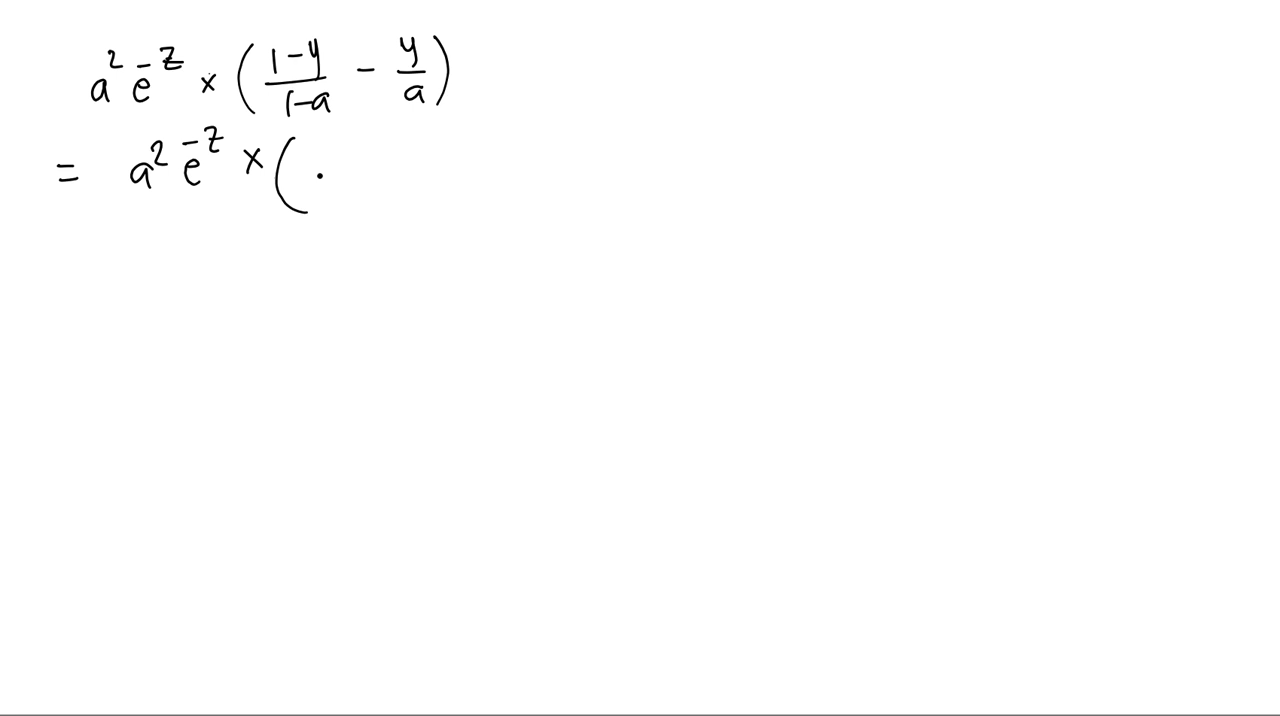 a² e^{-z} × ( (1-y)/(1-a) - y/a )
= a² e^{-z} × ( .